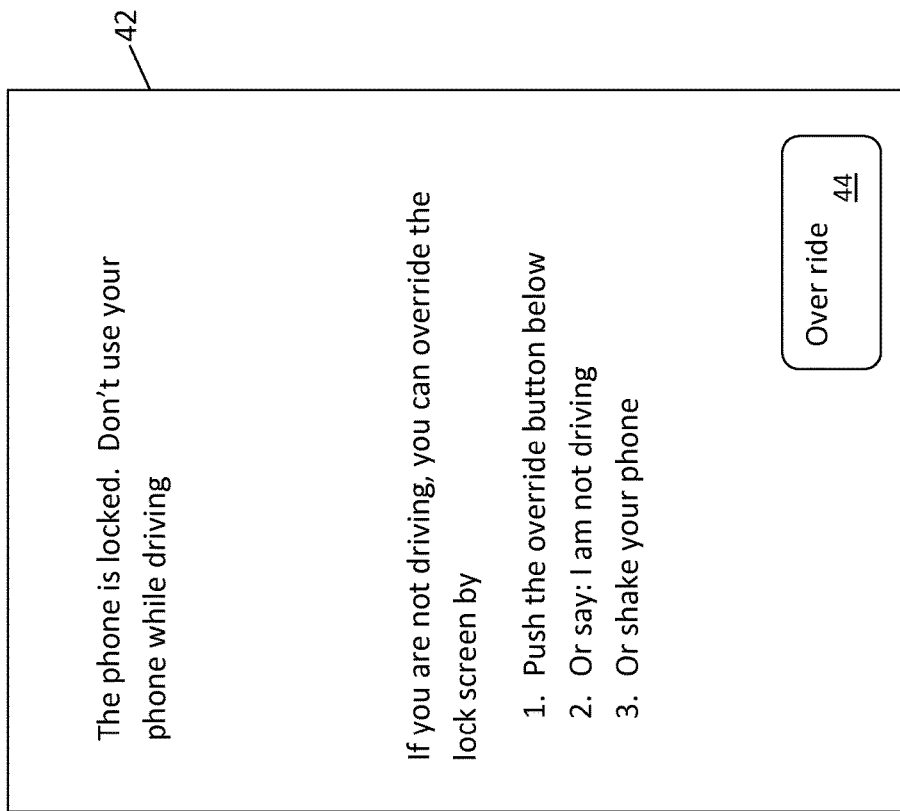 42
The phone is locked.  Don't use your
phone while driving
If you are not driving, you can override the
lock screen by
1. Push the override button below
2. Or say: I am not driving
3. Or shake your phone
Over ride
44